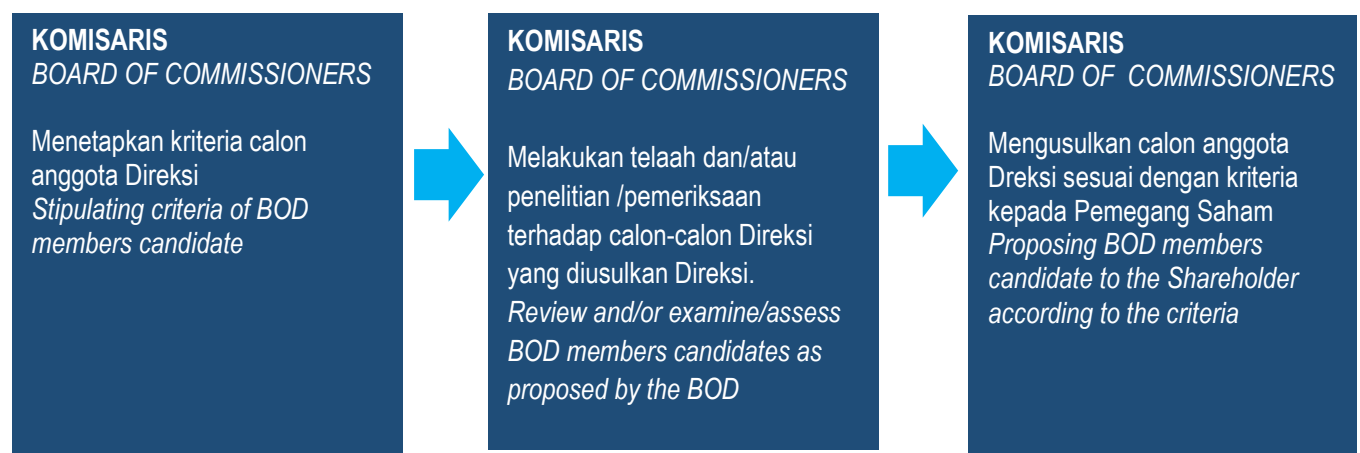 KOMISARIS
BOARD OF COMMISSIONERS
Menetapkan kriteria calon
anggota Direksi
Stipulating criteria of BOD
members candidate
KOMISARIS
BOARD OF COMMISSIONERS
Melakukan telaah dan/atau
penelitian /pemeriksaan
terhadap calon-calon Direksi
yang diusulkan Direksi.
Review and/or examine/assess
BOD members candidates as
proposed by the BOD
KOMISARIS
BOARD OF COMMISSIONERS
Mengusulkan calon anggota
Dreksi sesuai dengan kriteria
kepada Pemegang Saham
Proposing BOD members
candidate to the Shareholder
according to the criteria